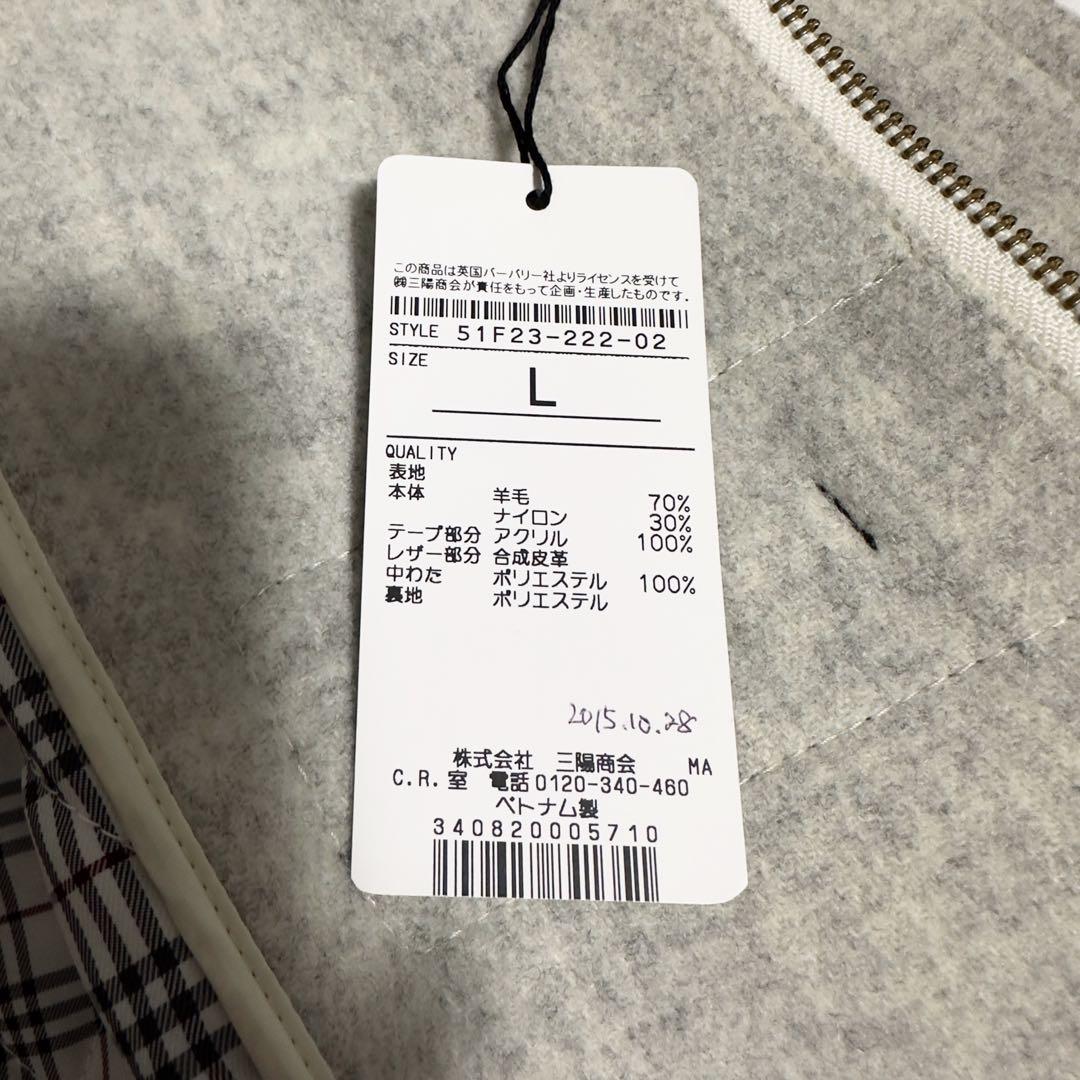 この商品は英国バーバリー社よりライセンスを受けて
㈱三陽商会が責任をもって企画・生産したものです.
STYLE 51F23-222-02
SIZE
L
QUALITY
表地
本体 羊毛 70%
ナイロン 30%
テープ部分 アクリル 100%
レザー部分 合成皮革
中わた ポリエステル 100%
裏地 ポリエステル
2015.10.28
株式会社 三陽商会 MA
C.R.室 電話0120-340-460
ベトナム製
340820005710